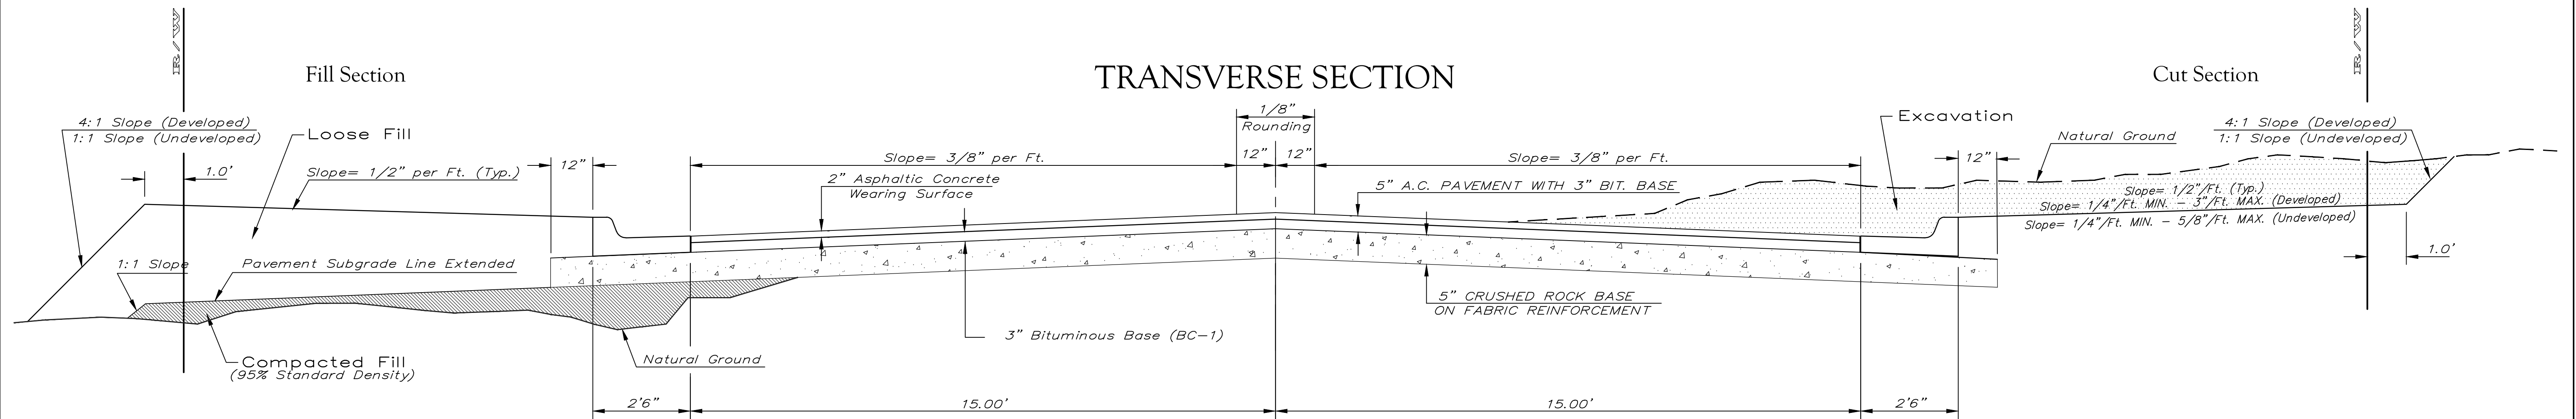 R/W
R/W
Fill Section
TRANSVERSE SECTION
Cut Section
4:1 Slope (Developed)
1:1 Slope (Undeveloped)
Loose Fill
1.0'
Slope= 1/2" per Ft. (Typ.)
12"
Slope= 3/8" per Ft.
2" Asphaltic Concrete
Wearing Surface
1/8"
Rounding
12"
12"
Slope= 3/8" per Ft.
5" A.C. PAVEMENT WITH 3" BIT. BASE
Excavation
12"
Natural Ground
4:1 Slope (Developed)
1:1 Slope (Undeveloped)
Slope= 1/2"/Ft. (Typ.)
Slope= 1/4"/Ft. MIN. – 3"/Ft. MAX. (Developed)
Slope= 1/4"/Ft. MIN. – 5/8"/Ft. MAX. (Undeveloped)
1.0'
1:1 Slope
Pavement Subgrade Line Extended
5" CRUSHED ROCK BASE
ON FABRIC REINFORCEMENT
3" Bituminous Base (BC–1)
Natural Ground
Compacted Fill
(95% Standard Density)
2'6"
15.00'
15.00'
2'6"